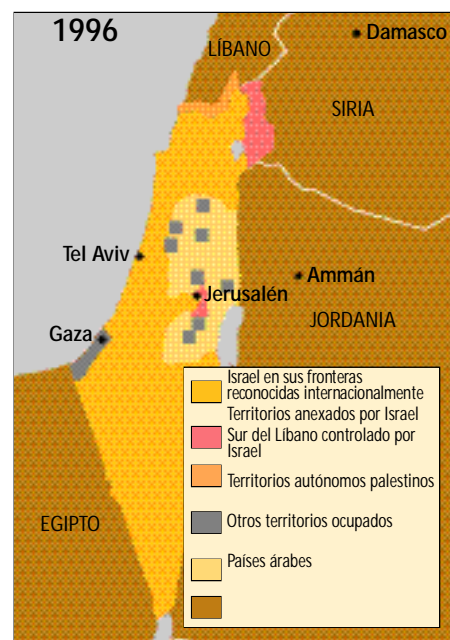 1996
Damasco
LÍBANO
SIRIA
Tel Aviv
Ammán
Jerusalén
JORDANIA
Gaza
Israel en sus fronteras
reconocidas internacionalmente
Territorios anexados por Israel
Sur del Líbano controlado por
Israel
Territorios autónomos palestinos
EGIPTO
Otros territorios ocupados
Países árabes